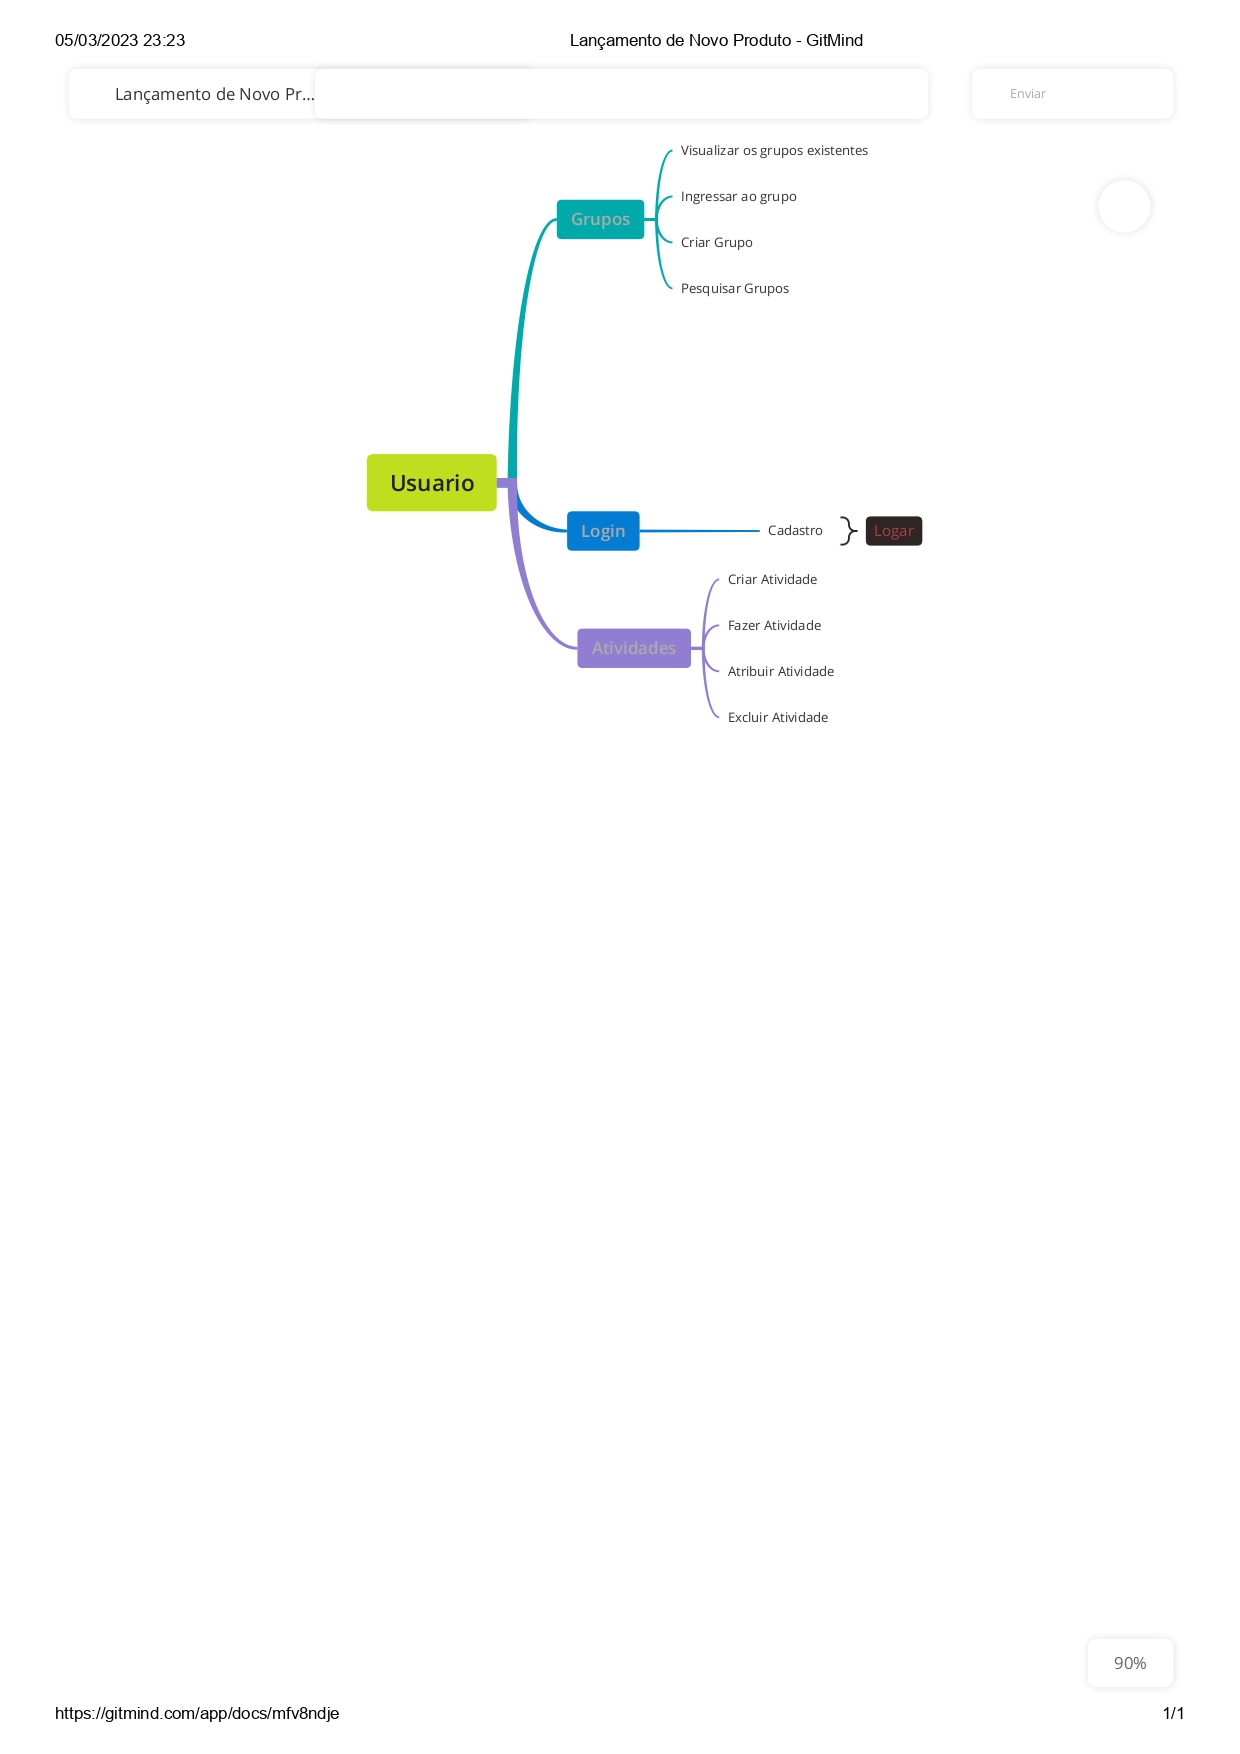 05/03/2023 23:23
Lançamento de Novo Produto - GitMind
Lançamento de Novo Pr...
Enviar
Visualizar os grupos existentes
Ingressar ao grupo
Grupos
Criar Grupo
Pesquisar Grupos
Usuario
Login
Cadastro
Logar
Criar Atividade
Fazer Atividade
Atividades
Atribuir Atividade
Excluir Atividade
90%
https://gitmind.com/app/docs/mfv8ndje
1/1